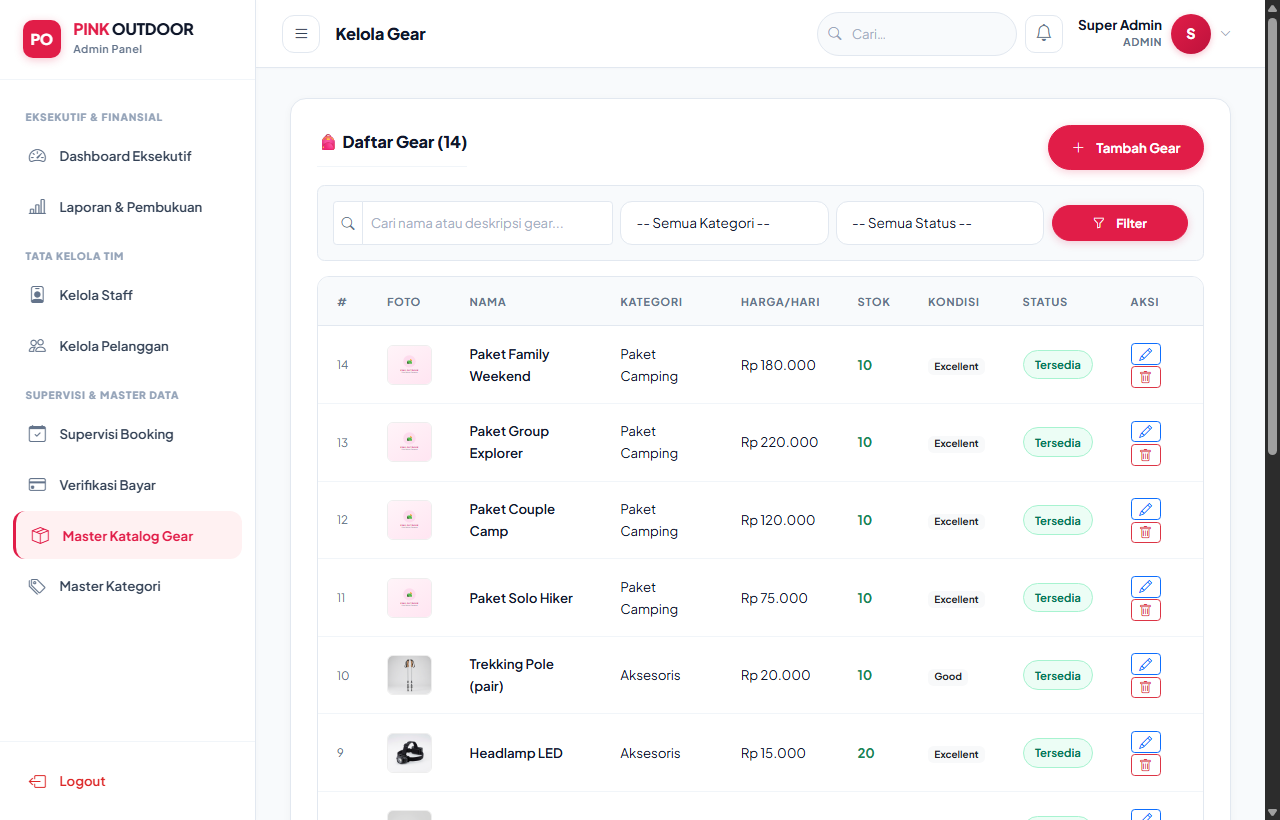 PO
PINK OUTDOOR
Admin Panel
EKSEKUTIF & FINANSIAL
Dashboard Eksekutif
Laporan & Pembukuan
TATA KELOLA TIM
Kelola Staff
Kelola Pelanggan
SUPERVISI & MASTER DATA
Supervisi Booking
Verifikasi Bayar
Master Katalog Gear
Master Kategori
Logout
Kelola Gear
Cari...
Super Admin
ADMIN
S
Daftar Gear (14)
+ Tambah Gear
Cari nama atau deskripsi gear...
-- Semua Kategori --
-- Semua Status --
Filter
# FOTO NAMA KATEGORI HARGA/HARI STOK KONDISI STATUS AKSI
14 Paket Family Weekend Paket Camping Rp 180.000 10 Excellent Tersedia
13 Paket Group Explorer Paket Camping Rp 220.000 10 Excellent Tersedia
12 Paket Couple Camp Paket Camping Rp 120.000 10 Excellent Tersedia
11 Paket Solo Hiker Paket Camping Rp 75.000 10 Excellent Tersedia
10 Trekking Pole (pair) Aksesoris Rp 20.000 10 Good Tersedia
9 Headlamp LED Aksesoris Rp 15.000 20 Excellent Tersedia